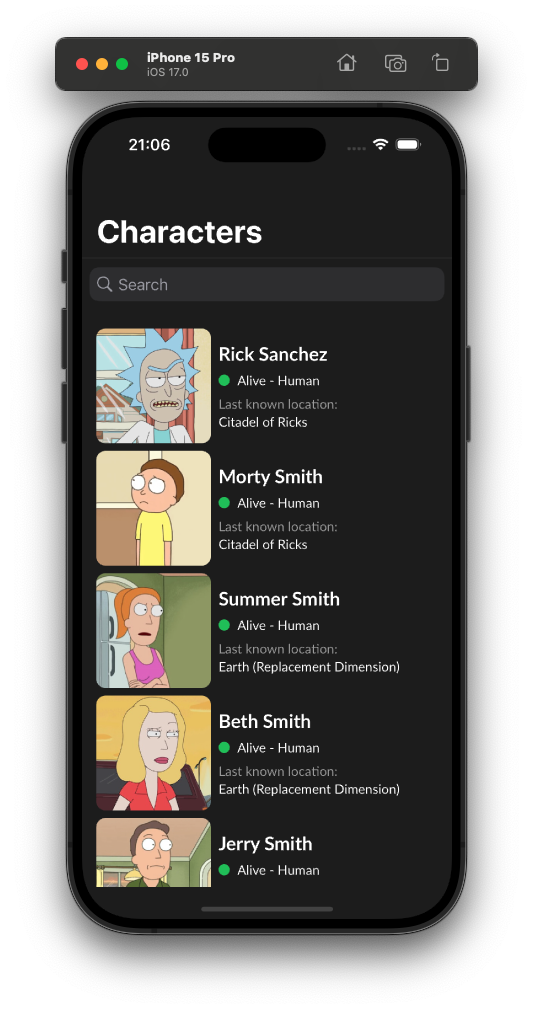 iPhone 15 Pro
iOS 17.0
21:06
Characters
Search
Rick Sanchez
Alive - Human
Last known location:
Citadel of Ricks
Morty Smith
Alive - Human
Last known location:
Citadel of Ricks
Summer Smith
Alive - Human
Last known location:
Earth (Replacement Dimension)
Beth Smith
Alive - Human
Last known location:
Earth (Replacement Dimension)
Jerry Smith
Alive - Human